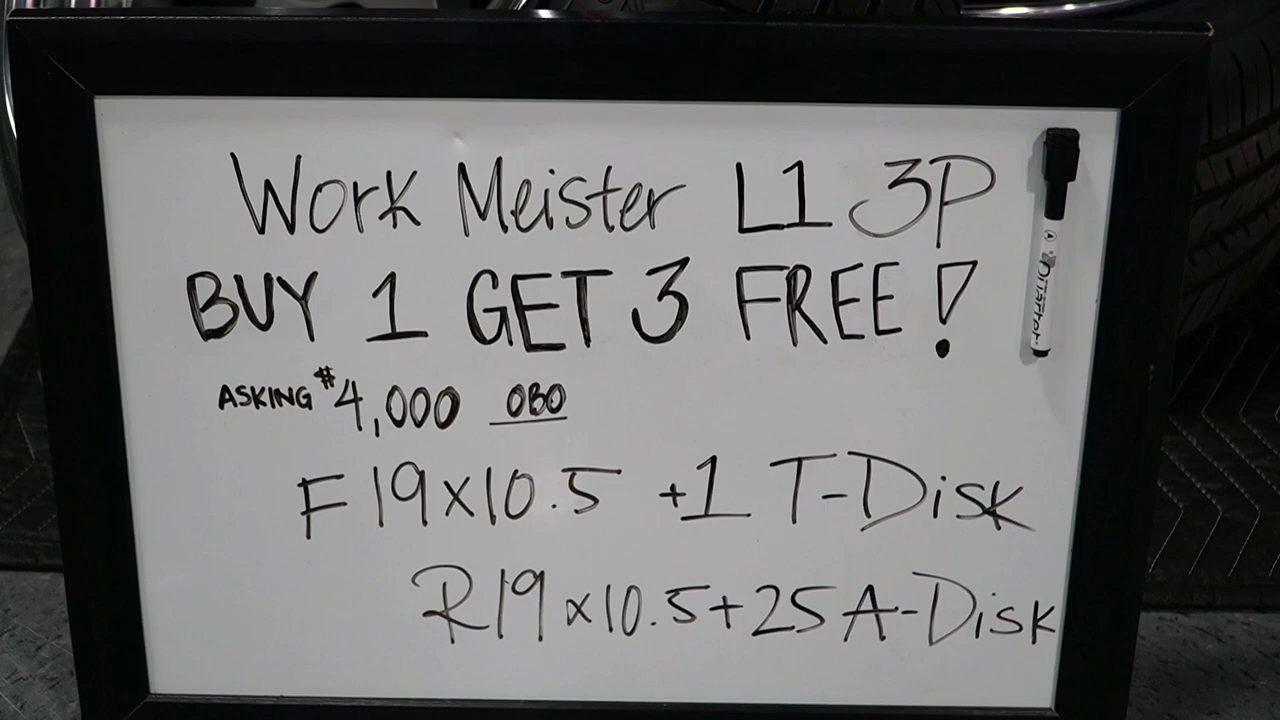 Work Meister L1 3P
BUY 1 GET 3 FREE!
ASKING $4,000 OBO
F 19x10.5 +1 T-Disk
R19x10.5+25 A-Disk